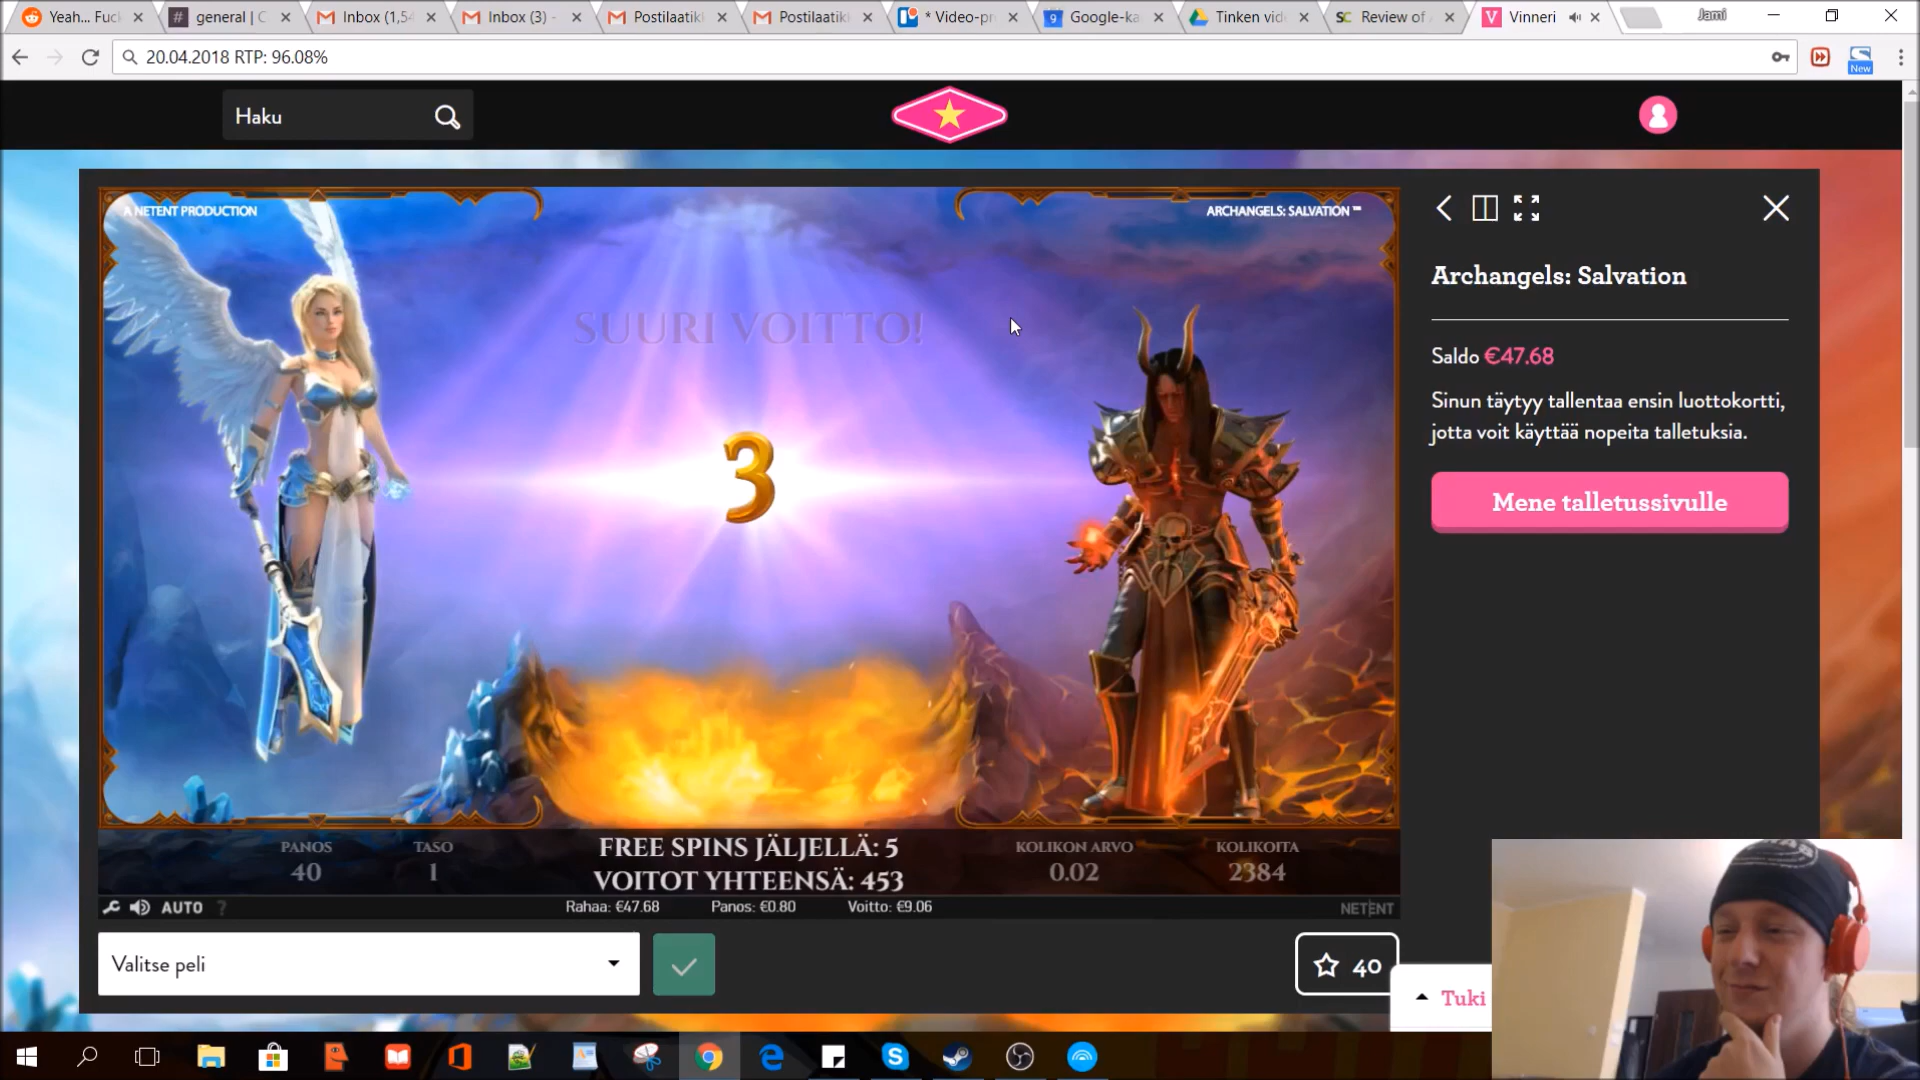 Yeah... Fuc
general | C
Inbox (1,54
Inbox (3) -
Postilaatik
Postilaatik
* Video-pr
Google-ka
Tinken vid
Review of
Vinneri
Jami
20.04.2018 RTP: 96.08%
New
Haku
A NETENT PRODUCTION
ARCHANGELS: SALVATION ™
SUURI VOITTO!
3
Archangels: Salvation
Saldo €47.68
Sinun täytyy tallentaa ensin luottokortti,
jotta voit käyttää nopeita talletuksia.
Mene talletussivulle
PANOS
40
TASO
1
FREE SPINS JÄLJELLÄ: 5
VOITOT YHTEENSÄ: 453
KOLIKON ARVO
0.02
KOLIKOITA
2384
AUTO ?
Rahaa: €47.68 Panos: €0.80 Voitto: €9.06
NETENT
Valitse peli
40
Tuki